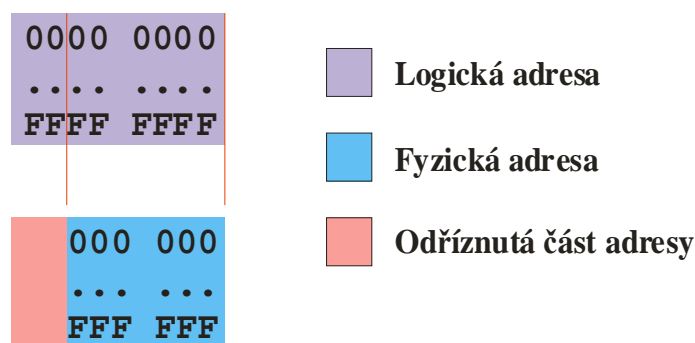 0000 0000
.... ....
FFFF FFFF
000 000
... ...
FFF FFF
Logická adresa
Fyzická adresa
Odříznutá část adresy